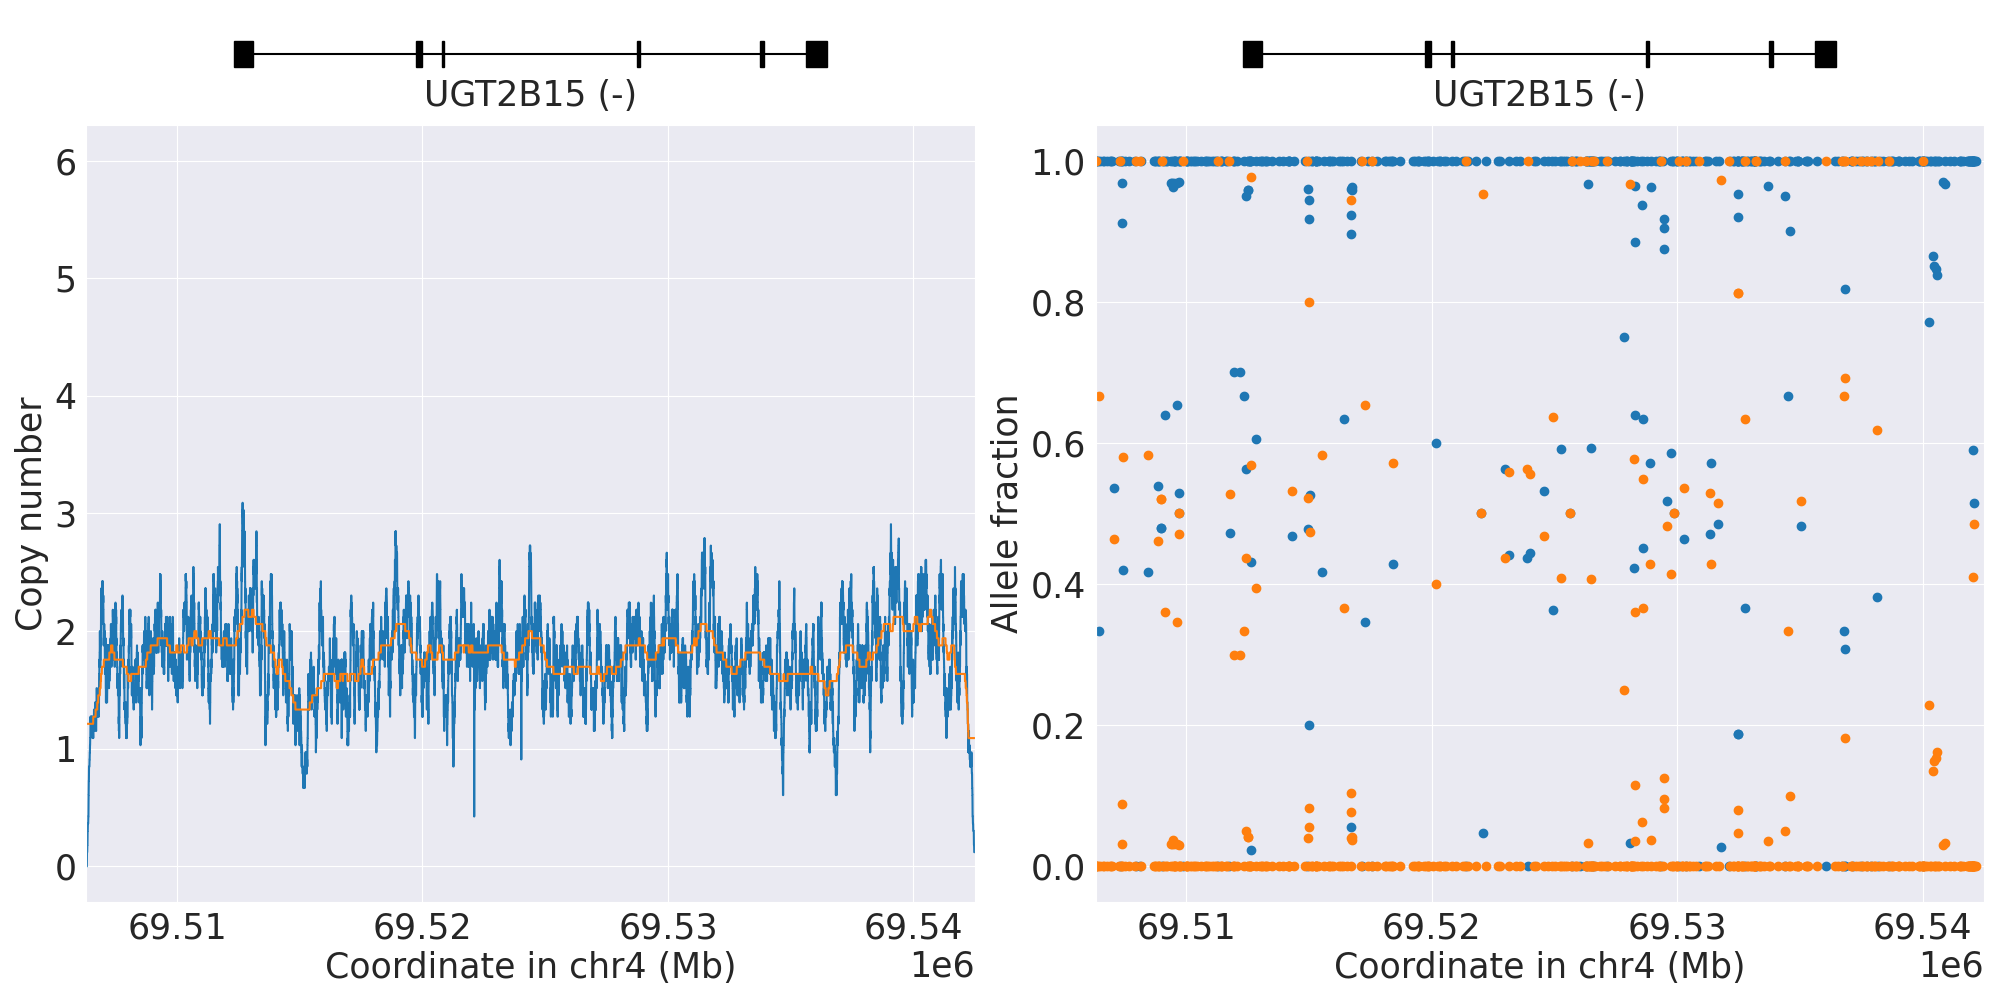 UGT2B15 (-)
UGT2B15 (-)
Copy number
6
5
4
3
2
1
0
69.51
69.52
69.53
69.54
Coordinate in chr4 (Mb)
1e6
Allele fraction
1.0
0.8
0.6
0.4
0.2
0.0
69.51
69.52
69.53
69.54
Coordinate in chr4 (Mb)
1e6